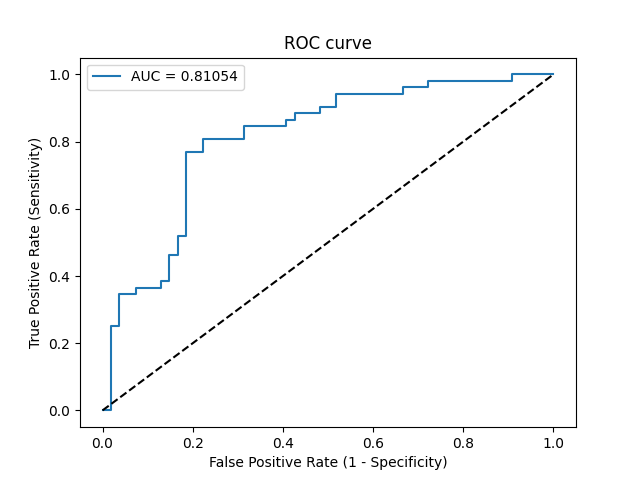 ROC curve
AUC = 0.81054
1.0
0.8
0.6
0.4
0.2
0.0
True Positive Rate (Sensitivity)
0.0 0.2 0.4 0.6 0.8 1.0
False Positive Rate (1 - Specificity)